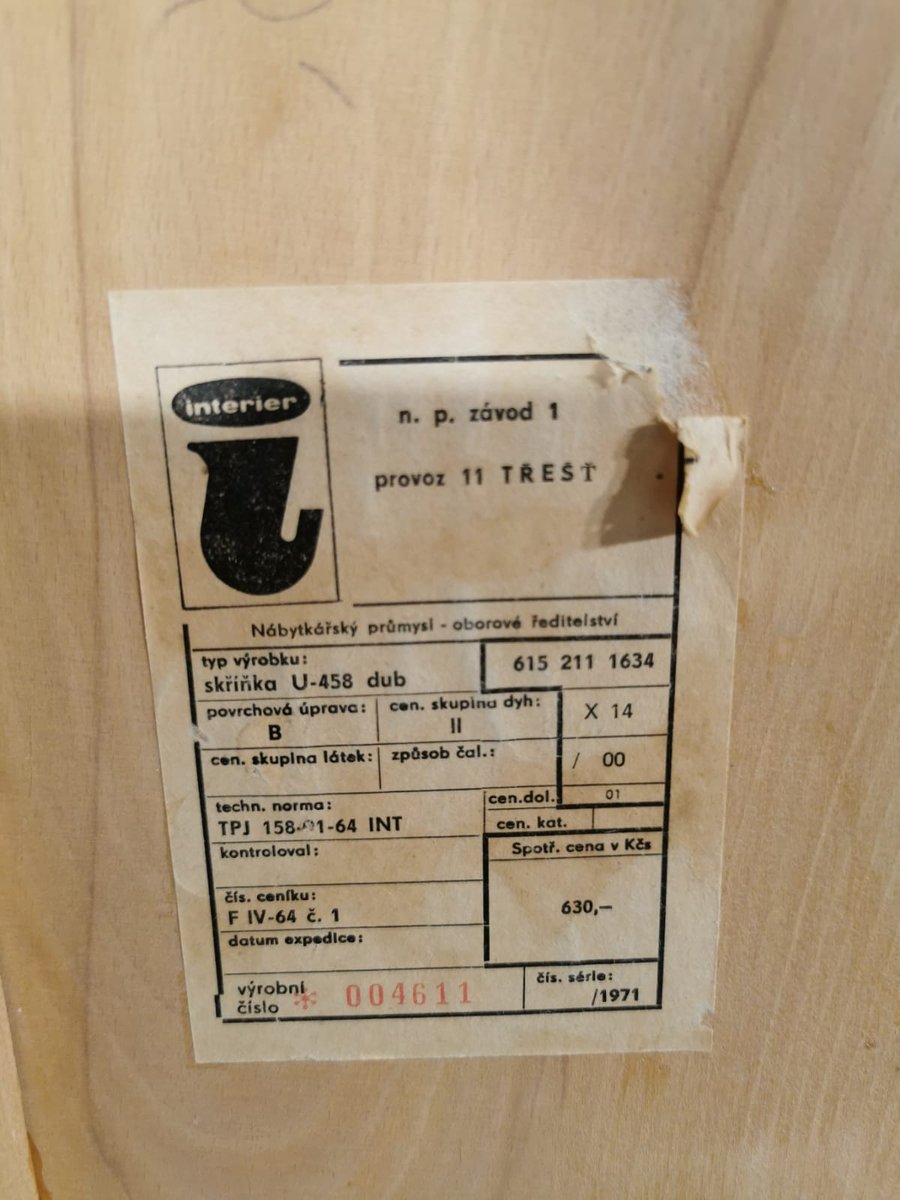 interier
n. p. závod 1
provoz 11 TŘEŠŤ
Nábytkářský průmysl - oborové ředitelství
typ výrobku:
skříňka U-458 dub
615 211 1634
povrchová úprava:
B
cen. skupina dyh:
II
X 14
cen. skupina látek:
způsob čal.:
/ 00
techn. norma:
TPJ 158-01-64 INT
cen.dol.
01
cen. kat.
kontroloval:
Spotř. cena v Kčs
630,—
čís. ceníku:
F IV-64 č. 1
datum expedice:
výrobní
číslo
* 004611
čís. série:
/1971